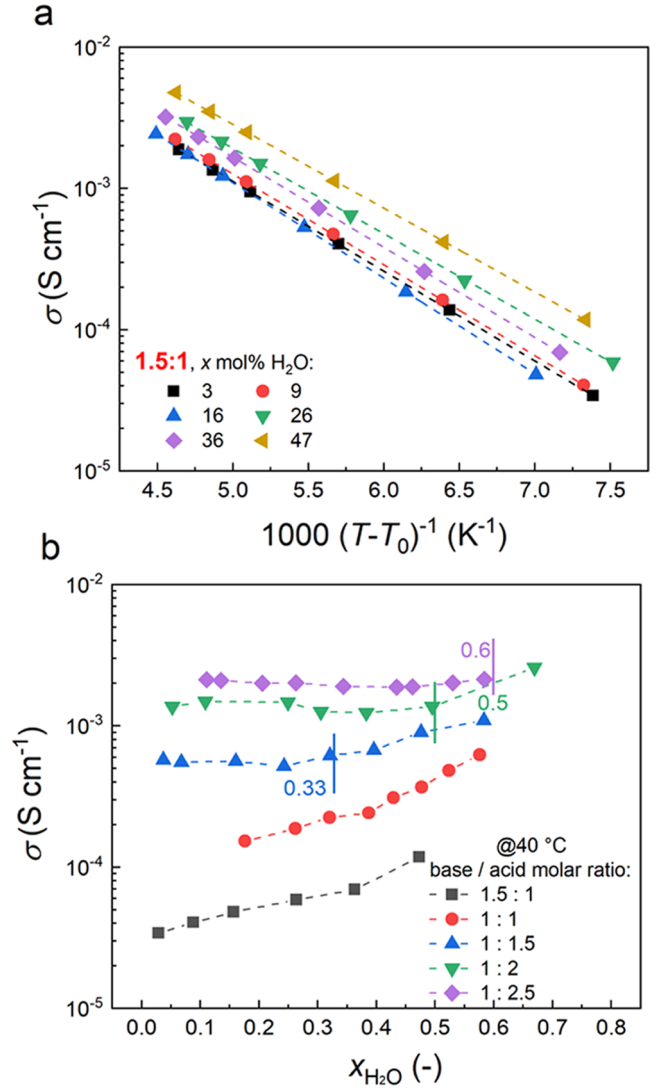 a
10⁻²
10⁻³
10⁻⁴
10⁻⁵
σ (S cm⁻¹)
1.5:1, x mol% H₂O:
3 9
16 26
36 47
4.5 5.0 5.5 6.0 6.5 7.0 7.5
1000 (T-T₀)⁻¹ (K⁻¹)
b
10⁻²
10⁻³
10⁻⁴
10⁻⁵
σ (S cm⁻¹)
0.6
0.5
0.33
@40 °C
base / acid molar ratio:
1.5 : 1
1 : 1
1 : 1.5
1 : 2
1 : 2.5
0.0 0.1 0.2 0.3 0.4 0.5 0.6 0.7 0.8
x H₂O (-)